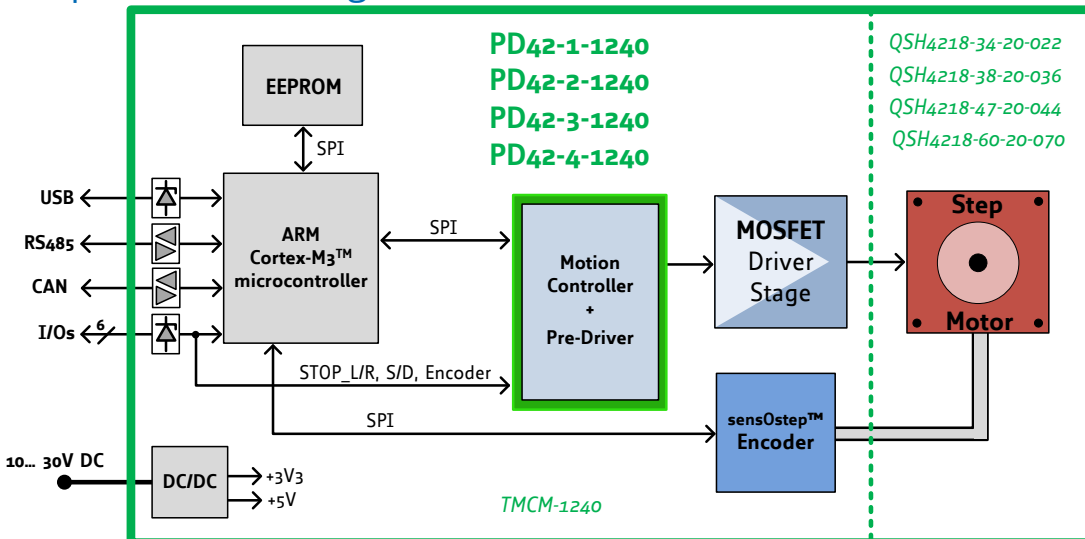 PD42-1-1240
PD42-2-1240
PD42-3-1240
PD42-4-1240
QSH4218-34-20-022
QSH4218-38-20-036
QSH4218-47-20-044
QSH4218-60-20-070
EEPROM
SPI
USB
RS485
CAN
I/Os
6
ARM
Cortex-M3™
microcontroller
SPI
Motion
Controller
+
Pre-Driver
MOSFET
Driver
Stage
Step
Motor
STOP_L/R, S/D, Encoder
SPI
sensOstep™
Encoder
10... 30V DC
DC/DC
+3V3
+5V
TMCM-1240